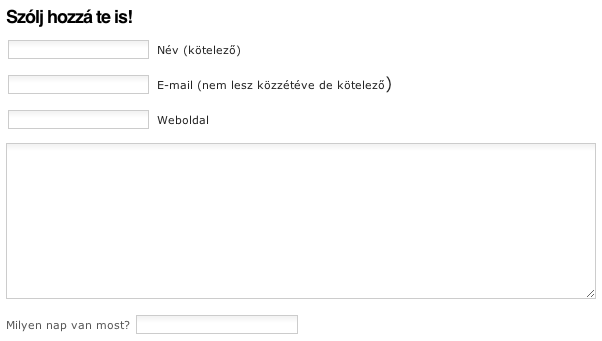 Szólj hozzá te is!
Név (kötelező)
E-mail (nem lesz közzétéve de kötelező)
Weboldal
Milyen nap van most?